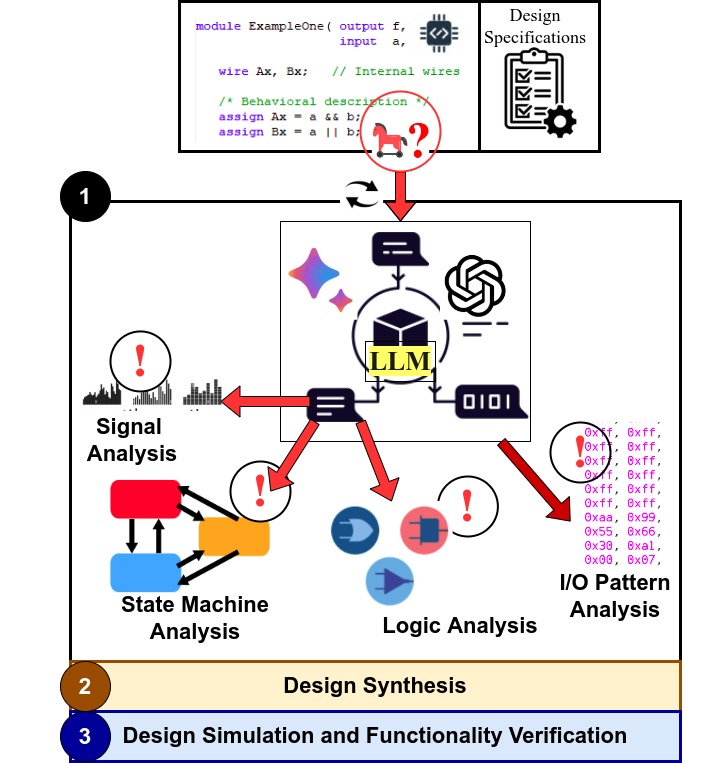 module ExampleOne( output f,
input a,
wire Ax, Bx; // Internal wires
/* Behavioral description */
assign Ax = a && b;
assign Bx = a || b;
Design
Specifications
?
1
LLM
0101
!
Signal
Analysis
!
State Machine
Analysis
!
Logic Analysis
!
0xff, 0xff,
0xff, 0xff,
0xff, 0xff,
0xff, 0xff,
0xff, 0xff,
0xff, 0xff,
0xaa, 0x99,
0x55, 0x66,
0x30, 0xa1,
0x00, 0x07,
I/O Pattern
Analysis
2
Design Synthesis
3
Design Simulation and Functionality Verification